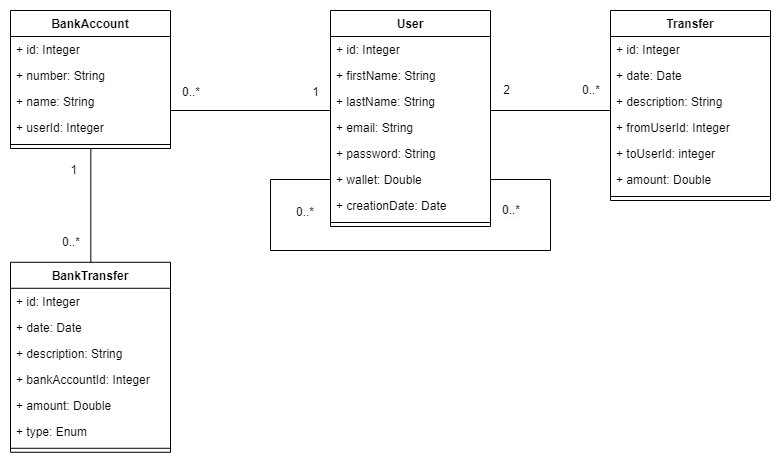 BankAccount
+ id: Integer
+ number: String
+ name: String
+ userId: Integer
0..*
1
User
+ id: Integer
+ firstName: String
+ lastName: String
+ email: String
+ password: String
+ wallet: Double
+ creationDate: Date
2
0..*
Transfer
+ id: Integer
+ date: Date
+ description: String
+ fromUserId: Integer
+ toUserId: integer
+ amount: Double
0..*
0..*
1
0..*
BankTransfer
+ id: Integer
+ date: Date
+ description: String
+ bankAccountId: Integer
+ amount: Double
+ type: Enum